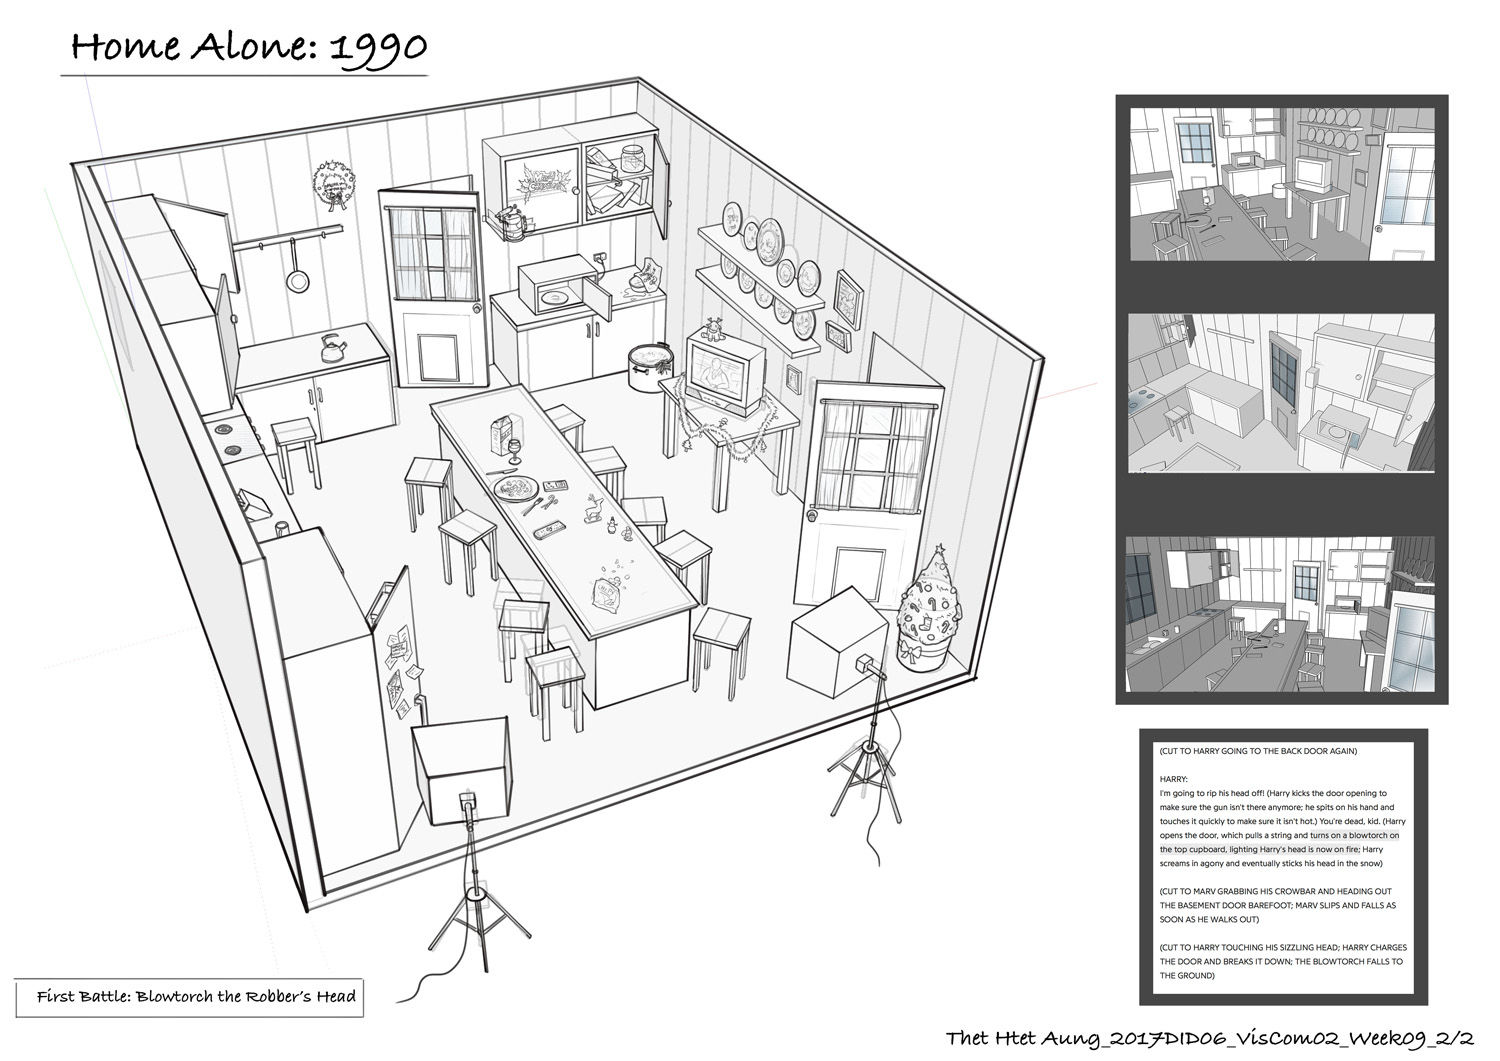 Home Alone: 1990
Merry
Christmas
(CUT TO HARRY GOING TO THE BACK DOOR AGAIN)
HARRY:
I'm going to rip his head off! (Harry kicks the door opening to
make sure the gun isn't there anymore; he spits on his hand and
touches it quickly to make sure it isn't hot.) You're dead, kid. (Harry
opens the door, which pulls a string and turns on a blowtorch on
the top cupboard, lighting Harry's head is now on fire; Harry
screams in agony and eventually sticks his head in the snow)
(CUT TO MARV GRABBING HIS CROWBAR AND HEADING OUT
THE BASEMENT DOOR BAREFOOT; MARV SLIPS AND FALLS AS
SOON AS HE WALKS OUT)
(CUT TO HARRY TOUCHING HIS SIZZLING HEAD; HARRY CHARGES
THE DOOR AND BREAKS IT DOWN; THE BLOWTORCH FALLS TO
THE GROUND)
First Battle: Blowtorch the Robber's Head
Thet Htet Aung_2017DID06_VisCom02_Week09_2/2